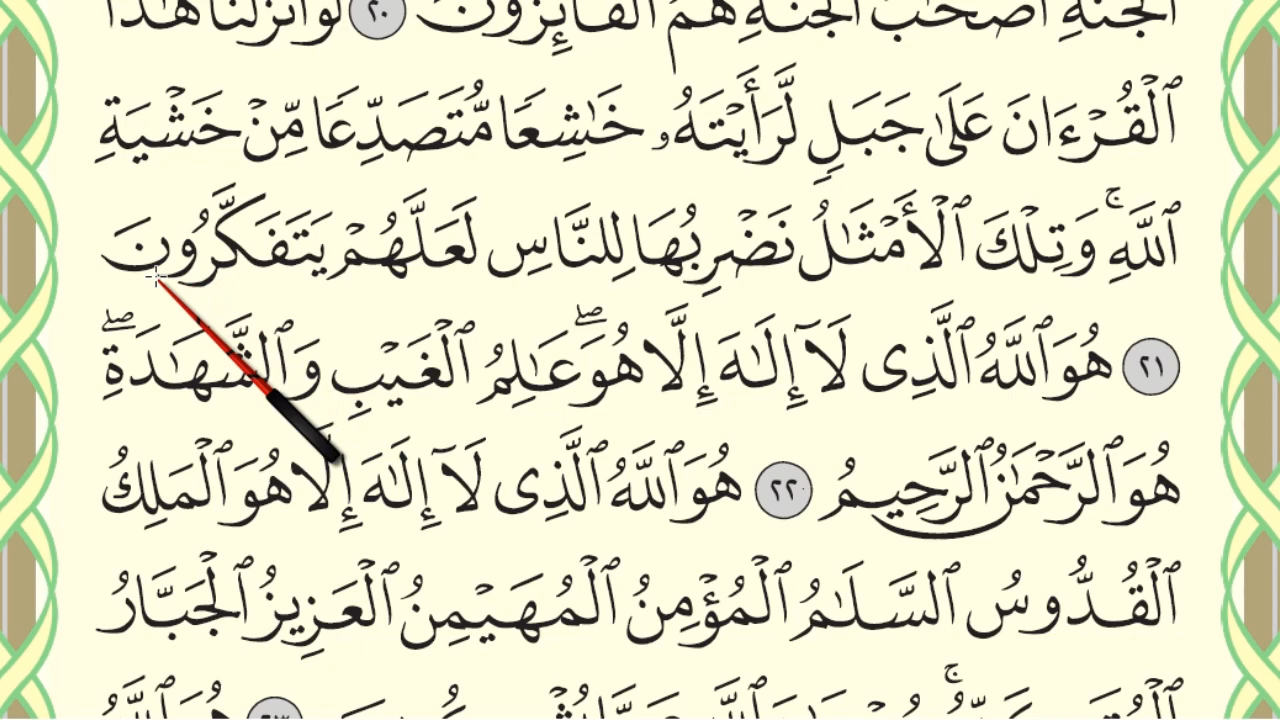 ٱلْجَنَّةِ أَصْحَٰبُ ٱلْجَنَّةِ هُمُ ٱلْفَآئِزُونَ ٢٠ لَوْ أَنزَلْنَا هَٰذَا
ٱلْقُرْءَانَ عَلَىٰ جَبَلٍ لَّرَأَيْتَهُۥ خَٰشِعًا مُّتَصَدِّعًا مِّنْ خَشْيَةِ
ٱللَّهِۚ وَتِلْكَ ٱلْأَمْثَٰلُ نَضْرِبُهَا لِلنَّاسِ لَعَلَّهُمْ يَتَفَكَّرُونَ
٢١ هُوَ ٱللَّهُ ٱلَّذِى لَآ إِلَٰهَ إِلَّا هُوَۖ عَٰلِمُ ٱلْغَيْبِ وَٱلشَّهَٰدَةِۖ
هُوَ ٱلرَّحْمَٰنُ ٱلرَّحِيمُ ٢٢ هُوَ ٱللَّهُ ٱلَّذِى لَآ إِلَٰهَ إِلَّا هُوَ ٱلْمَلِكُ
ٱلْقُدُّوسُ ٱلسَّلَٰمُ ٱلْمُؤْمِنُ ٱلْمُهَيْمِنُ ٱلْعَزِيزُ ٱلْجَبَّارُ